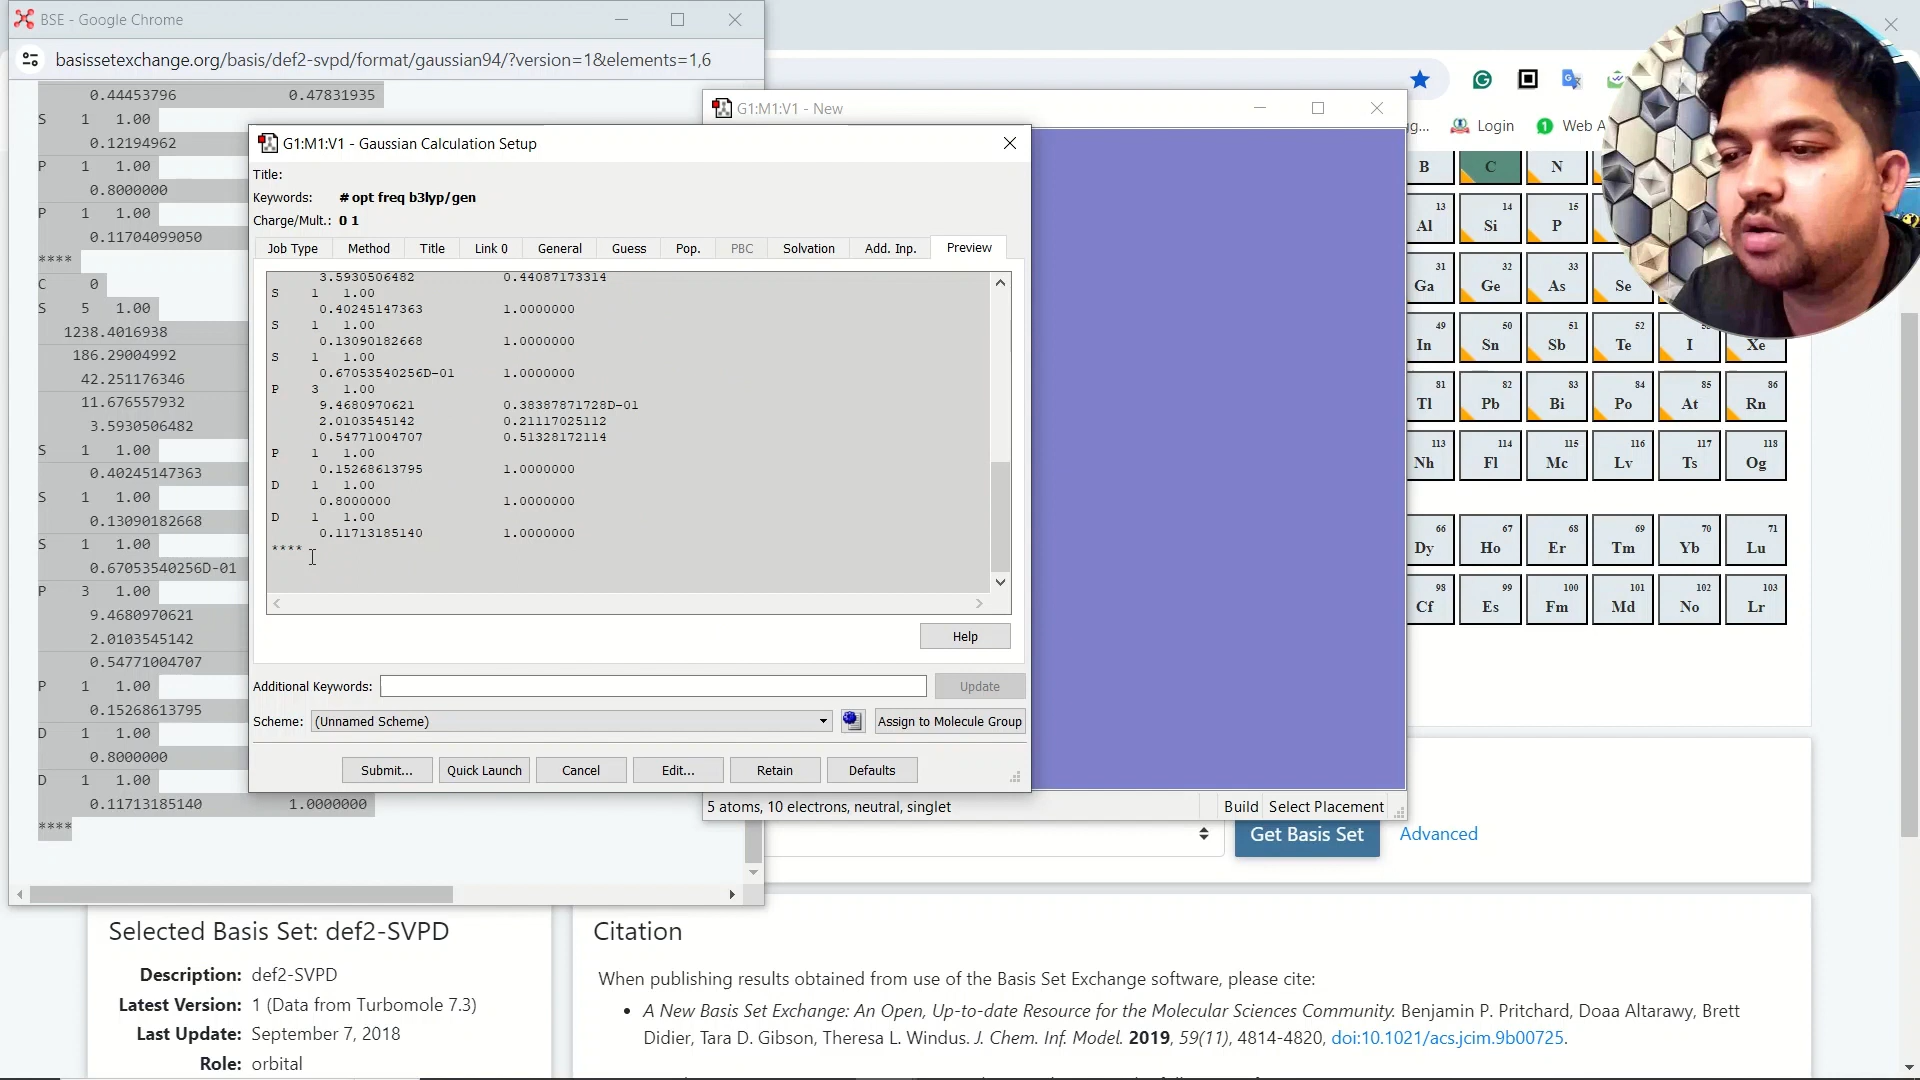 BSE - Google Chrome
basissetexchange.org/basis/def2-svpd/format/gaussian94/?version=1&elements=1,6
0.44453796 0.47831935
S 1 1.00
0.12194962
P 1 1.00
0.8000000
P 1 1.00
0.11704099050
****
C 0
S 5 1.00
1238.4016938
186.29004992
42.251176346
11.676557932
3.5930506482
S 1 1.00
0.40245147363
S 1 1.00
0.13090182668
S 1 1.00
0.67053540256D-01
P 3 1.00
9.4680970621
2.0103545142
0.54771004707
P 1 1.00
0.15268613795
D 1 1.00
0.8000000
D 1 1.00
0.11713185140 1.0000000
****
G1:M1:V1 - New
G1:M1:V1 - Gaussian Calculation Setup
Title:
Keywords: # opt freq b3lyp/gen
Charge/Mult.: 0 1
Job Type Method Title Link 0 General Guess Pop. PBC Solvation Add. Inp. Preview
3.5930506482 0.44087173314
S 1 1.00
0.40245147363 1.0000000
S 1 1.00
0.13090182668 1.0000000
S 1 1.00
0.67053540256D-01 1.0000000
P 3 1.00
9.4680970621 0.38387871728D-01
2.0103545142 0.21117025112
0.54771004707 0.51328172114
P 1 1.00
0.15268613795 1.0000000
D 1 1.00
0.8000000 1.0000000
D 1 1.00
0.11713185140 1.0000000
****
Help
Additional Keywords: Update
Scheme: (Unnamed Scheme) Assign to Molecule Group
Submit... Quick Launch Cancel Edit... Retain Defaults
5 atoms, 10 electrons, neutral, singlet Build Select Placement
gg... Login 1 Web A
B C N
13 14 15
Al Si P
31 32 33
Ga Ge As Se
49 50 51 52 53 54
In Sn Sb Te I Xe
81 82 83 84 85 86
Tl Pb Bi Po At Rn
113 114 115 116 117 118
Nh Fl Mc Lv Ts Og
66 67 68 69 70 71
Dy Ho Er Tm Yb Lu
98 99 100 101 102 103
Cf Es Fm Md No Lr
Get Basis Set Advanced
Selected Basis Set: def2-SVPD
Description: def2-SVPD
Latest Version: 1 (Data from Turbomole 7.3)
Last Update: September 7, 2018
Role: orbital
Citation
When publishing results obtained from use of the Basis Set Exchange software, please cite:
• A New Basis Set Exchange: An Open, Up-to-date Resource for the Molecular Sciences Community. Benjamin P. Pritchard, Doaa Altarawy, Brett
Didier, Tara D. Gibson, Theresa L. Windus. J. Chem. Inf. Model. 2019, 59(11), 4814-4820, doi:10.1021/acs.jcim.9b00725.